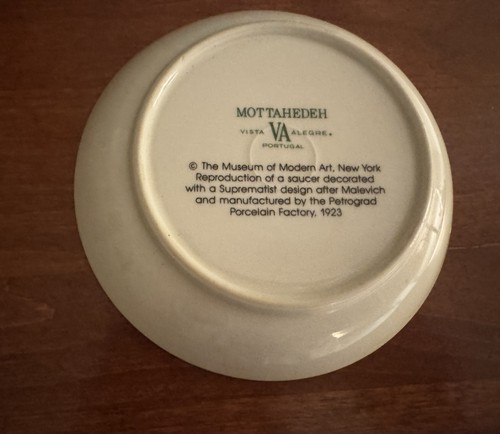 MOTTAHEDEH
VISTA VA ALEGRE®
PORTUGAL
© The Museum of Modern Art, New York
Reproduction of a saucer decorated
with a Suprematist design after Malevich
and manufactured by the Petrograd
Porcelain Factory, 1923